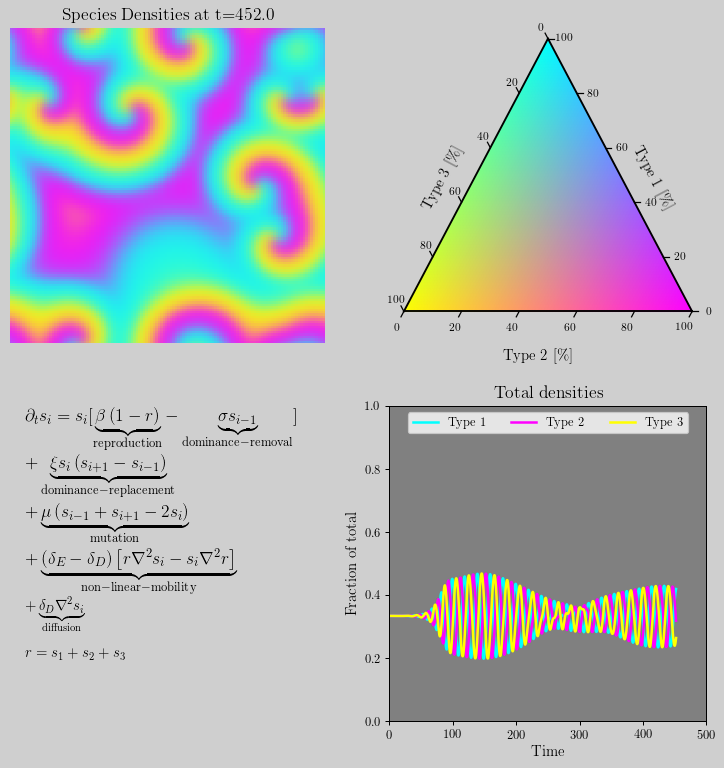 Species Densities at t=452.0
0
100
20
80
40
60
Type 3 [%]
Type 1 [%]
60
40
80
20
100
0
0
20
40
60
80
100
Type 2 [%]
∂ₜsᵢ = sᵢ[ β (1 − r) − σsᵢ₋₁ ]
reproduction dominance−removal
+ ξsᵢ (sᵢ₊₁ − sᵢ₋₁)
dominance−replacement
+ μ (sᵢ₋₁ + sᵢ₊₁ − 2sᵢ)
mutation
+ (δ_E − δ_D) [r∇²sᵢ − sᵢ∇²r]
non−linear−mobility
+ δ_D∇²sᵢ
diffusion
r = s₁ + s₂ + s₃
Total densities
Type 1 Type 2 Type 3
1.0
0.8
0.6
0.4
0.2
0.0
Fraction of total
0 100 200 300 400 500
Time